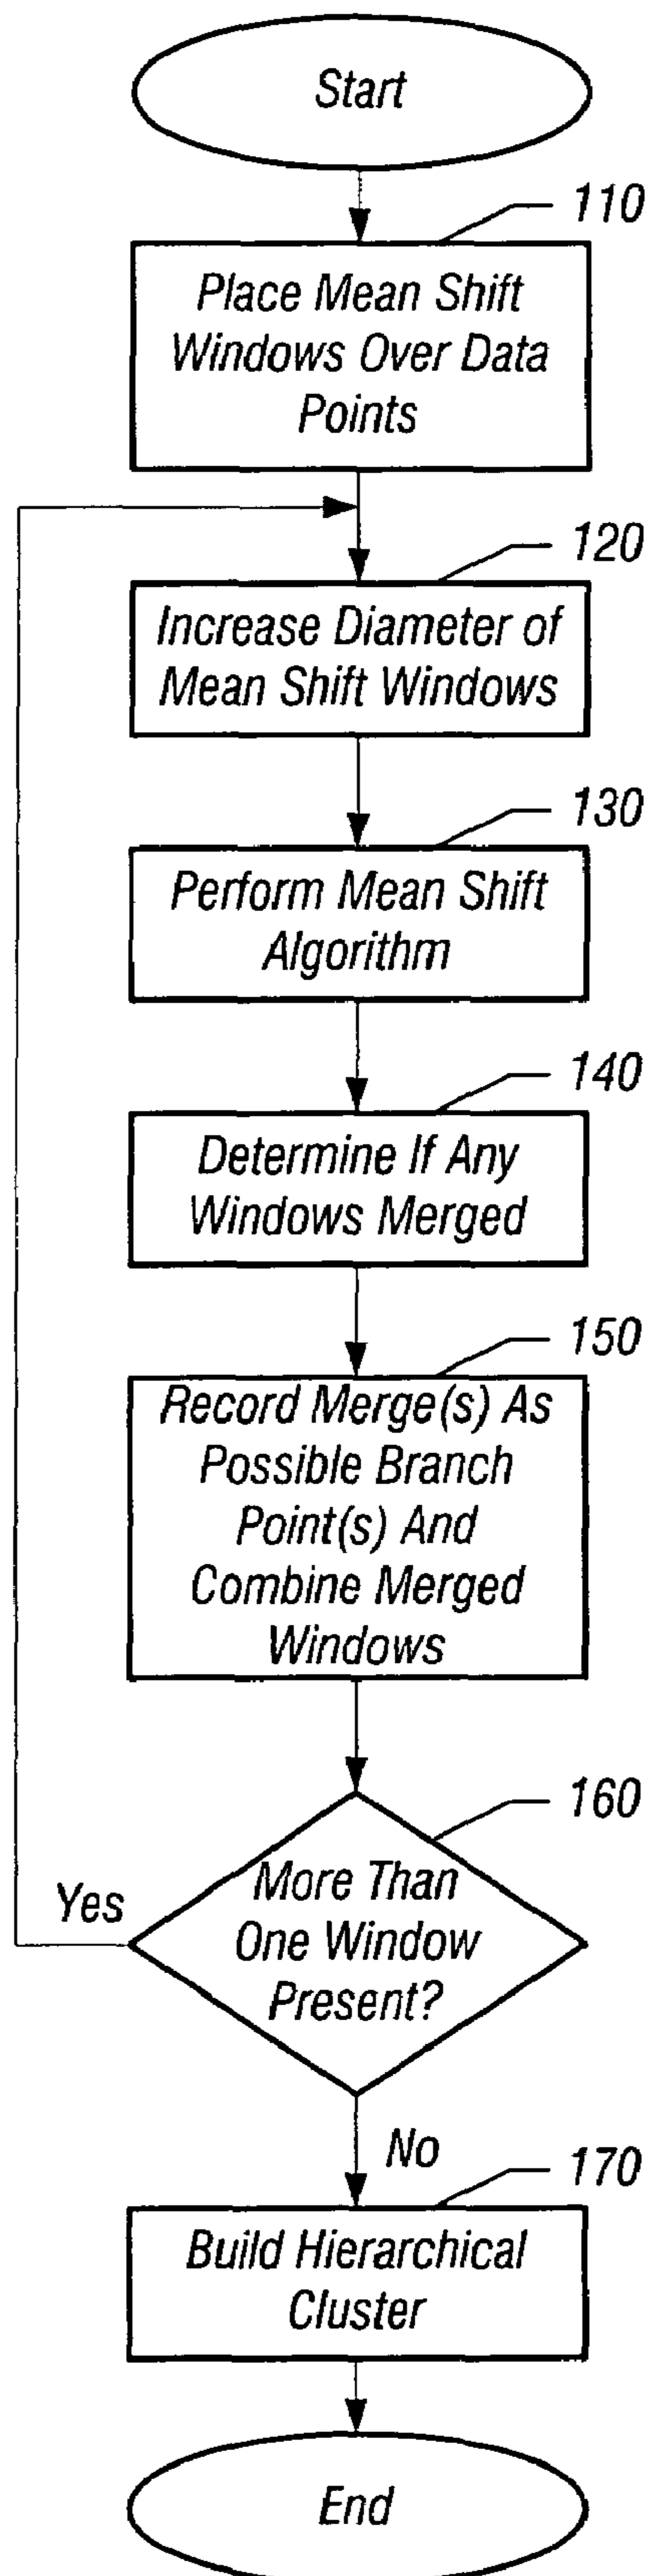 Start
110
Place Mean Shift
Windows Over Data
Points
120
Increase Diameter of
Mean Shift Windows
130
Perform Mean Shift
Algorithm
140
Determine If Any
Windows Merged
150
Record Merge(s) As
Possible Branch
Point(s) And
Combine Merged
Windows
160
More Than
One Window
Present?
Yes
No
170
Build Hierarchical
Cluster
End